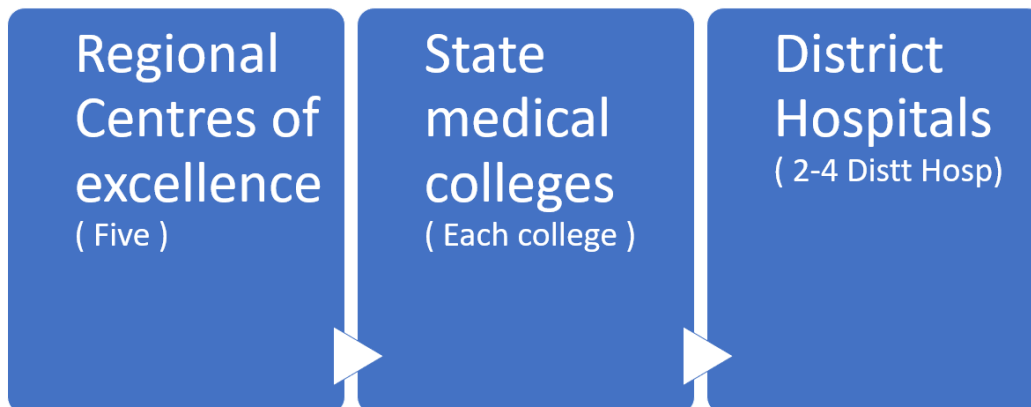 Regional
Centres of
excellence
( Five )
State
medical
colleges
( Each college )
District
Hospitals
( 2-4 Distt Hosp)